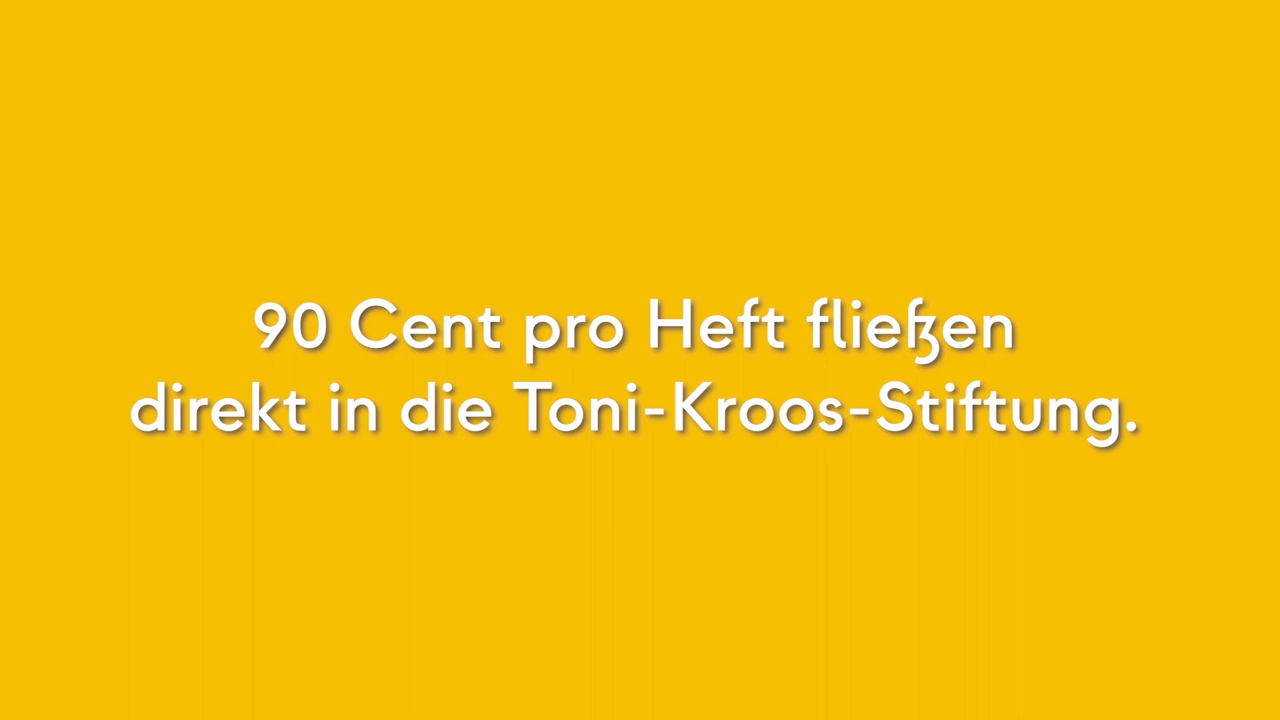 90 Cent pro Heft fließen
direkt in die Toni-Kroos-Stiftung.